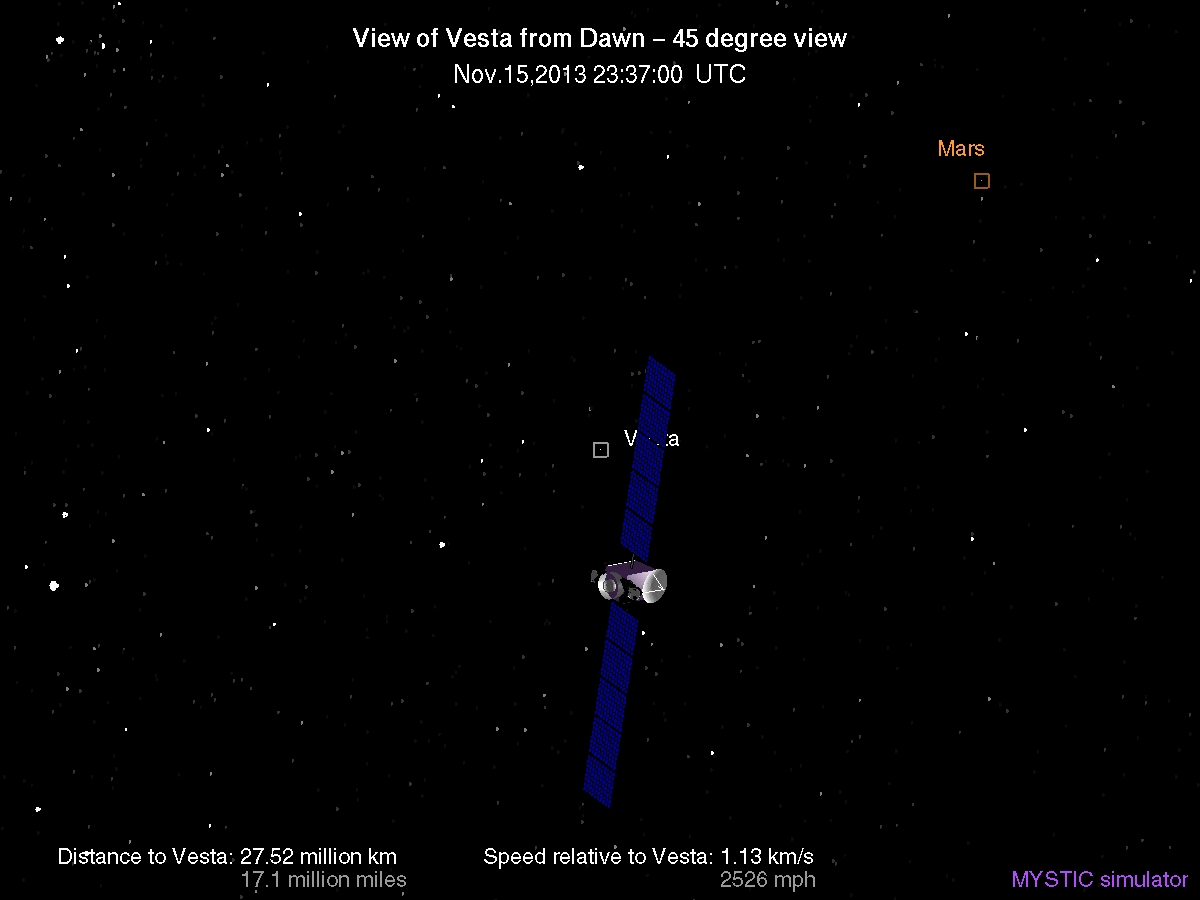 View of Vesta from Dawn – 45 degree view
Nov.15,2013 23:37:00 UTC
Mars
Vesta
Distance to Vesta: 27.52 million km
17.1 million miles
Speed relative to Vesta: 1.13 km/s
2526 mph
MYSTIC simulator